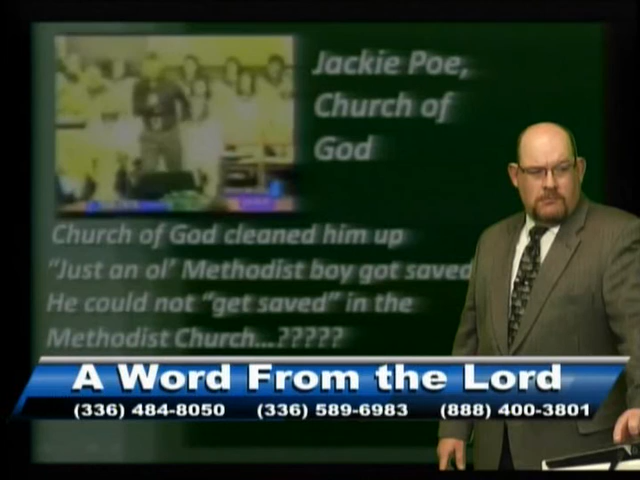 Jackie Poe,
Church of
God
Church of God cleaned him up
"Just an ol' Methodist boy got saved
He could not "get saved" in the
Methodist Church...?????
A Word From the Lord
(336) 484-8050 (336) 589-6983 (888) 400-3801